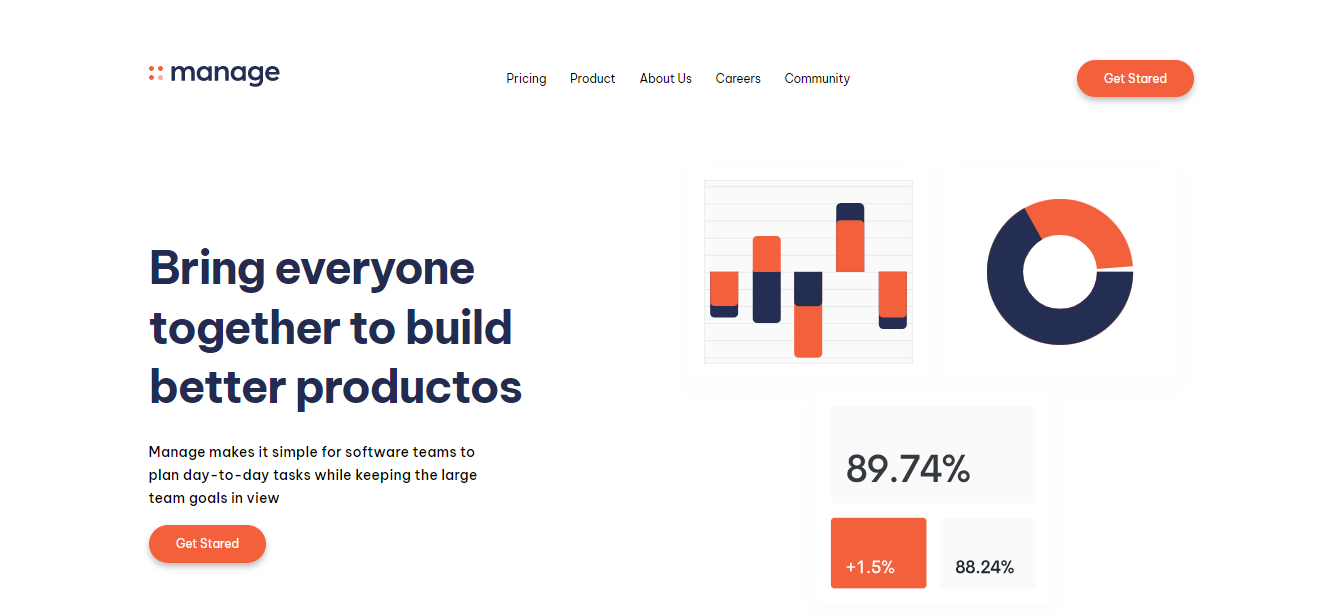 manage
Pricing Product About Us Careers Community
Get Stared
Bring everyone
together to build
better productos
Manage makes it simple for software teams to
plan day-to-day tasks while keeping the large
team goals in view
Get Stared
89.74%
+1.5% 88.24%